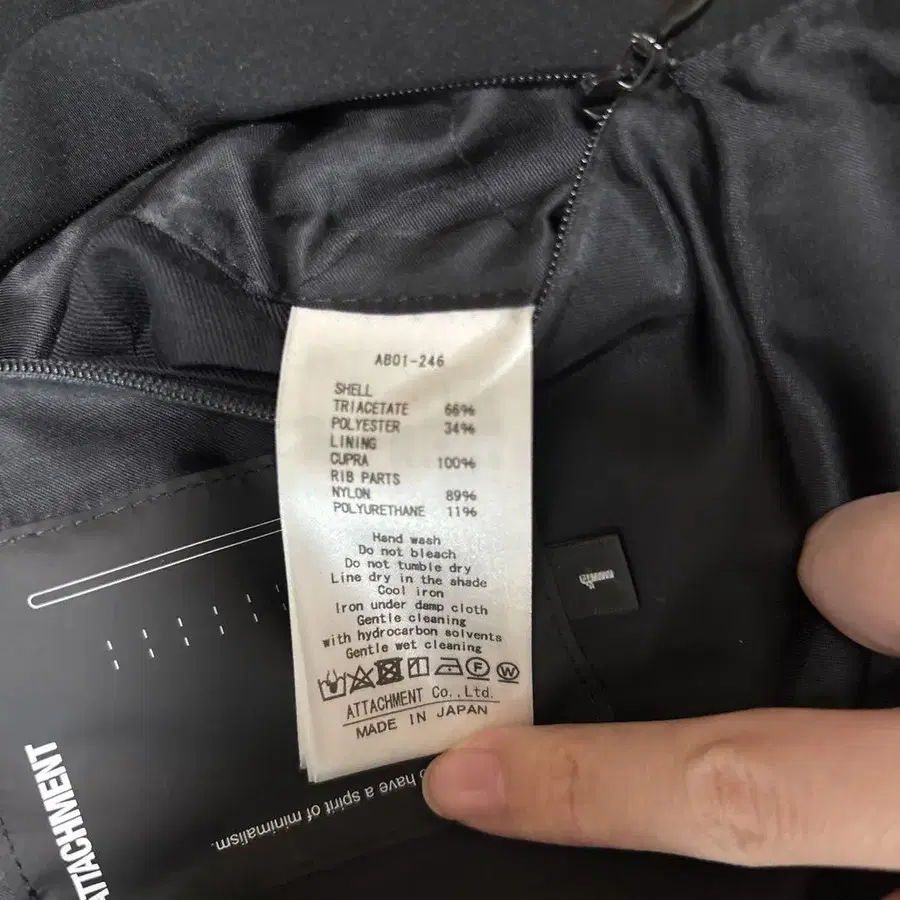 AB01-246
SHELL
TRIACETATE 66%
POLYESTER 34%
LINING
CUPRA 100%
RIB PARTS
NYLON 89%
POLYURETHANE 11%
Hand wash
Do not bleach
Do not tumble dry
Line dry in the shade
Cool iron
Iron under damp cloth
Gentle cleaning
with hydrocarbon solvents
Gentle wet cleaning
F W
ATTACHMENT Co.,Ltd.
MADE IN JAPAN
have a spirit of minimalism.
ATTACHMENT
1